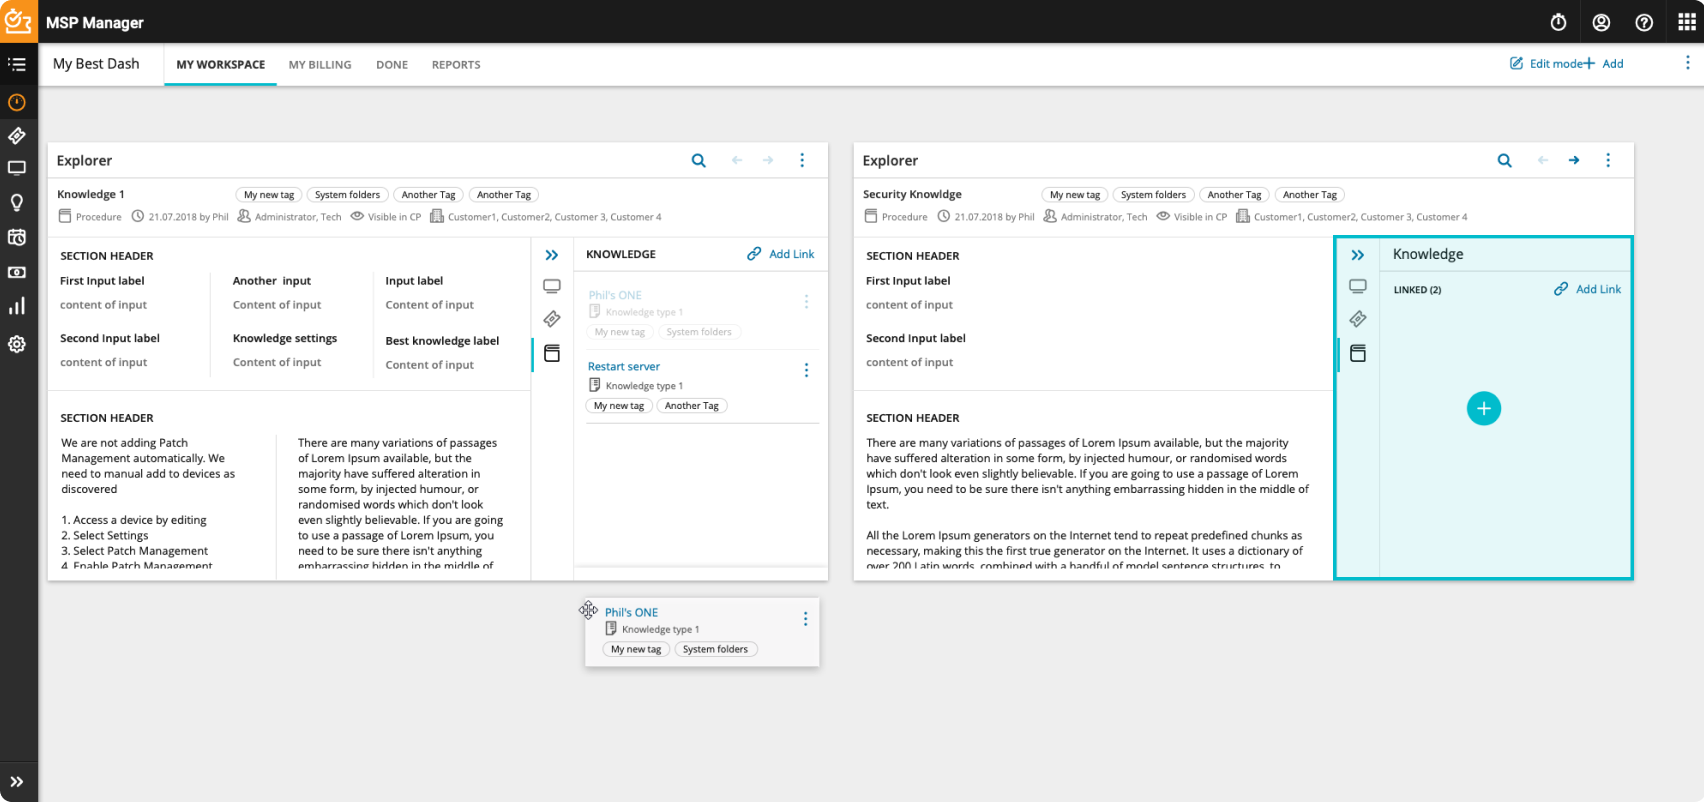 MSP Manager
My Best Dash
MY WORKSPACE
MY BILLING
DONE
REPORTS
Edit mode
Add
Explorer
Knowledge 1
My new tag
System folders
Another Tag
Another Tag
Procedure
21.07.2018 by Phil
Administrator, Tech
Visible in CP
Customer1, Customer2, Customer 3, Customer 4
SECTION HEADER
First Input label
Another  input
Input label
content of input
Content of input
Content of input
Second Input label
Knowledge settings
Best knowledge label
content of input
Content of input
Content of input
SECTION HEADER
We are not adding Patch
Management automatically. We
need to manual add to devices as
discovered
1. Access a device by editing
2. Select Settings
3. Select Patch Management
4. Enable Patch Management
There are many variations of passages
of Lorem Ipsum available, but the
majority have suffered alteration in
some form, by injected humour, or
randomised words which don't look
even slightly believable. If you are going
to use a passage of Lorem Ipsum, you
need to be sure there isn't anything
embarrassing hidden in the middle of
KNOWLEDGE
Add Link
Phil's ONE
Knowledge type 1
My new tag
System folders
Restart server
Knowledge type 1
My new tag
Another Tag
Phil's ONE
Knowledge type 1
My new tag
System folders
Explorer
Security Knowldge
My new tag
System folders
Another Tag
Another Tag
Procedure
21.07.2018 by Phil
Administrator, Tech
Visible in CP
Customer1, Customer2, Customer 3, Customer 4
SECTION HEADER
First Input label
content of input
Second Input label
content of input
SECTION HEADER
There are many variations of passages of Lorem Ipsum available, but the majority
have suffered alteration in some form, by injected humour, or randomised words
which don't look even slightly believable. If you are going to use a passage of Lorem
Ipsum, you need to be sure there isn't anything embarrassing hidden in the middle of
text.
All the Lorem Ipsum generators on the Internet tend to repeat predefined chunks as
necessary, making this the first true generator on the Internet. It uses a dictionary of
over 200 Latin words, combined with a handful of model sentence structures, to
Knowledge
LINKED (2)
Add Link